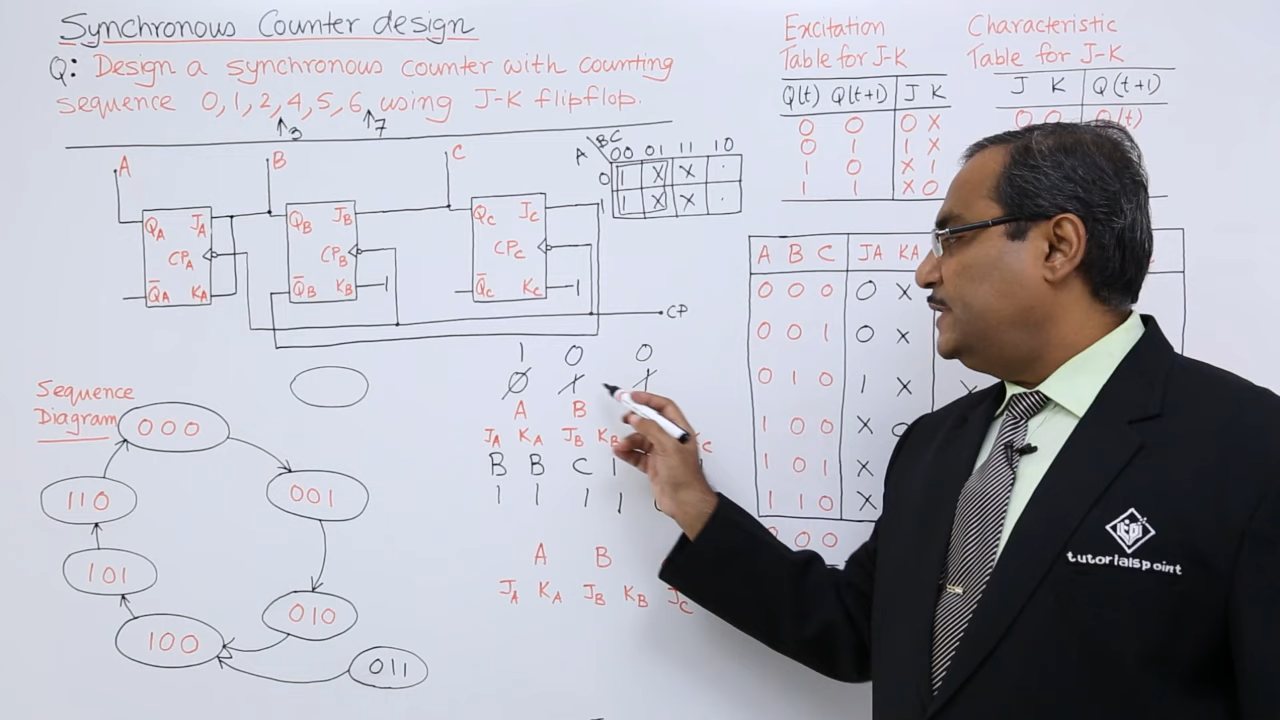 Synchronous Counter design
Q: Design a synchronous counter with counting
sequence 0, 1, 2, 4, 5, 6, using J-K flipflop.
3 7
A B C
QA JA QB JB QC JC
CPA CPB CPC
Q̅A KA Q̅B KB 1 Q̅C KC 1
CP
A BC
00 01 11 10
0 1 X X .
1 1 X X .
Excitation
Table for J-K
Q(t) Q(t+1) J K
0 0 0 X
0 1 1 X
1 0 X 1
1 1 X 0
Characteristic
Table for J-K
J K Q(t+1)
0 0 Q(t)
A B C JA KA
0 0 0 0 X
0 0 1 0 X
0 1 0 1 X X
1 0 0 X 0
1 0 1 X
1 1 0 X
0 0 0
1 0 0
0 1 1
A B
JA KA JB KB C
B B C 1
1 1 1 1
A B
JA KA JB KB JC
Sequence
Diagram
000
001
010
100
101
110
011
tutorialspoint